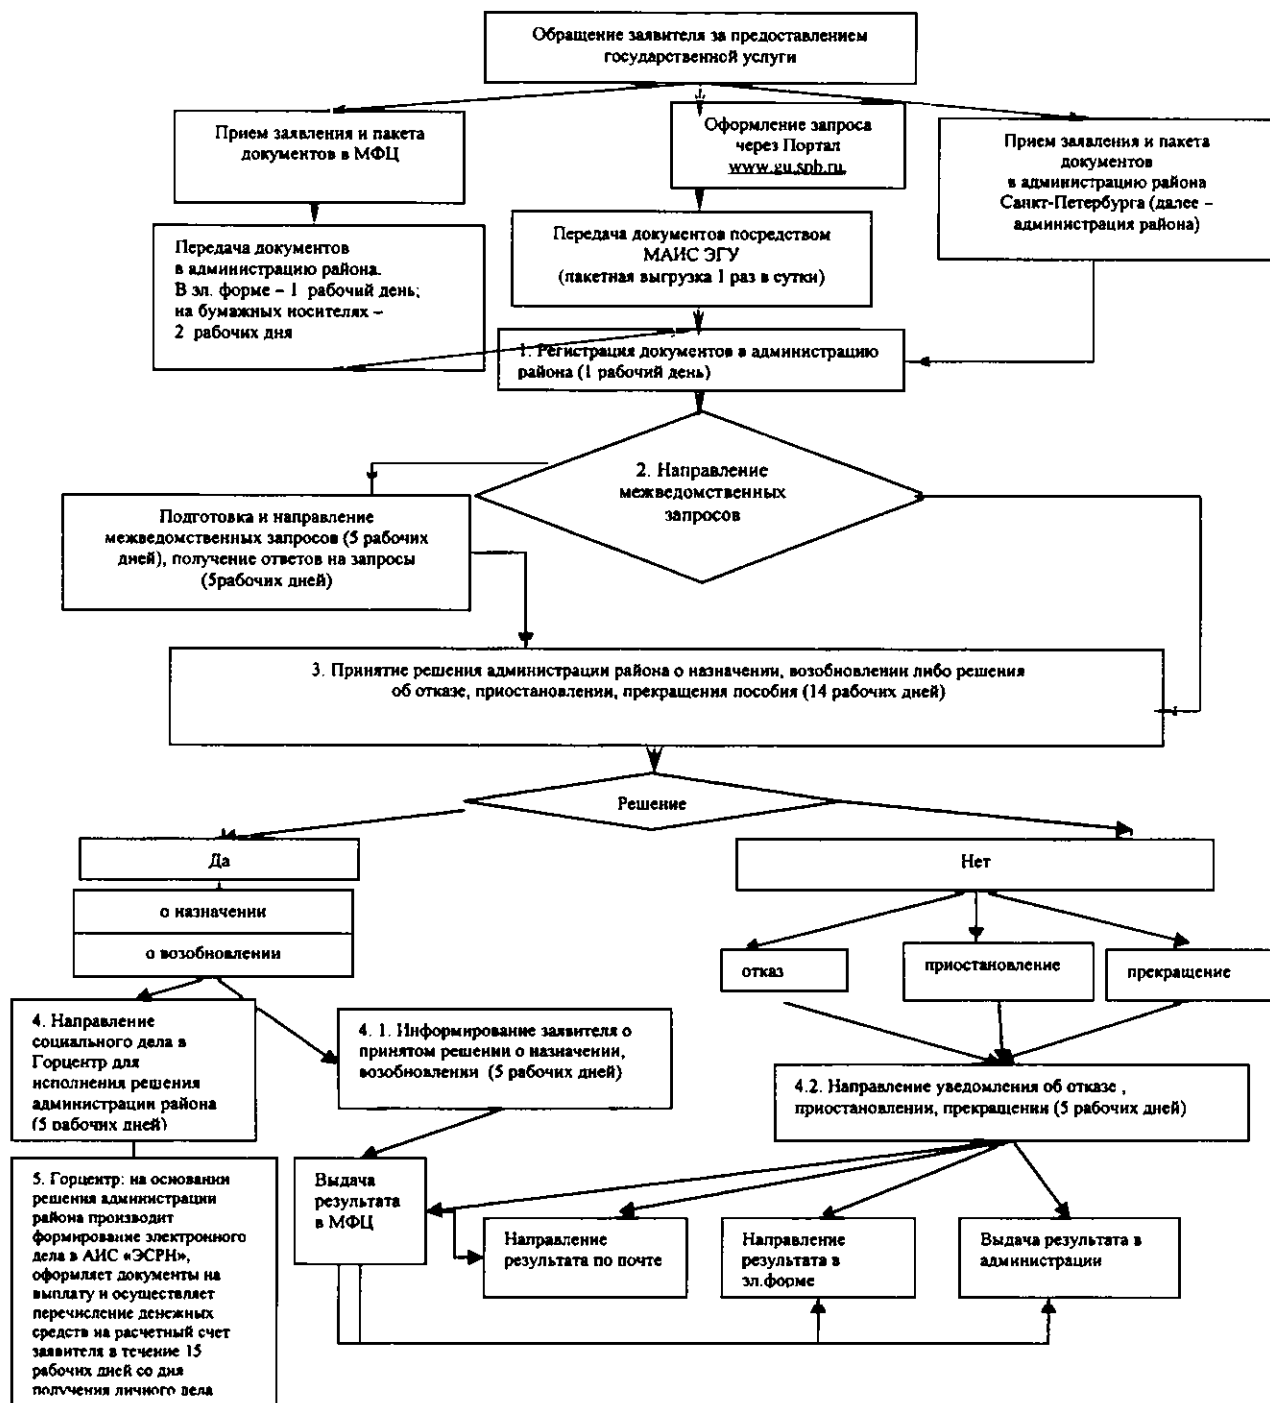 Обращение заявителя за предоставлением
государственной услуги
Прием заявления и пакета
документов в МФЦ
Оформление запроса
через Портал
www.gu.spb.ru.
Прием заявления и пакета
документов
в администрацию района
Санкт-Петербурга (далее –
администрация района)
Передача документов
в администрацию района.
В эл. форме – 1 рабочий день;
на бумажных носителях –
2 рабочих дня
Передача документов посредством
МАИС ЭГУ
(пакетная выгрузка 1 раз в сутки)
1. Регистрация документов в администрацию
района (1 рабочий день)
2. Направление
межведомственных
запросов
Подготовка и направление
межведомственных запросов (5 рабочих
дней), получение ответов на запросы
(5рабочих дней)
3. Принятие решения администрации района о назначении, возобновлении либо решения
об отказе, приостановлении, прекращения пособия (14 рабочих дней)
Решение
Да
Нет
о назначении
о возобновлении
отказ
приостановление
прекращение
4. Направление
социального дела в
Горцентр для
исполнения решения
администрации района
(5 рабочих дней)
4. 1. Информирование заявителя о
принятом решении о назначении,
возобновлении (5 рабочих дней)
4.2. Направление уведомления об отказе ,
приостановлении, прекращении (5 рабочих дней)
5. Горцентр: на основании
решения администрации
района производит
формирование электронного
дела в АИС «ЭСРН»,
оформляет документы на
выплату и осуществляет
перечисление денежных
средств на расчетный счет
заявителя в течение 15
рабочих дней со дня
получения личного дела
Выдача
результата
в МФЦ
Направление
результата по почте
Направление
результата в
эл.форме
Выдача результата в
администрации